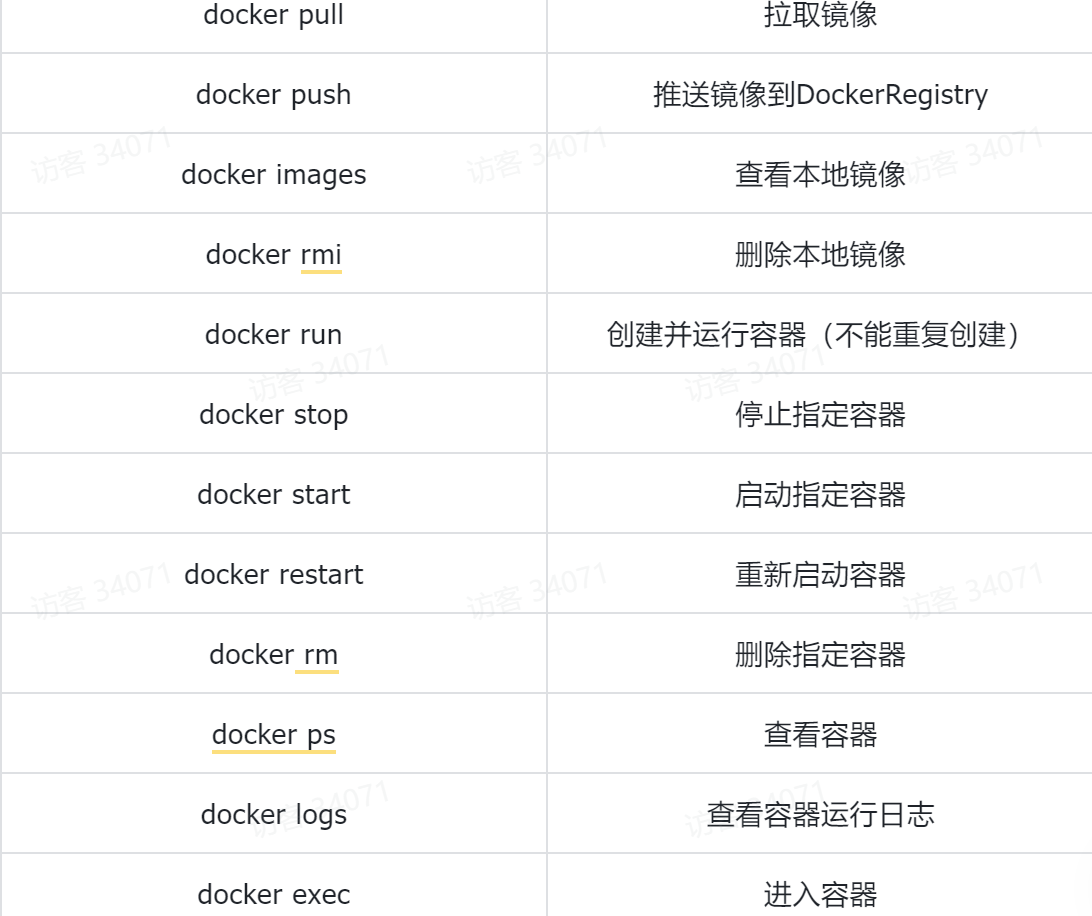 docker pull 拉取镜像
docker push 推送镜像到DockerRegistry
docker images 查看本地镜像
docker rmi 删除本地镜像
docker run 创建并运行容器（不能重复创建）
docker stop 停止指定容器
docker start 启动指定容器
docker restart 重新启动容器
docker rm 删除指定容器
docker ps 查看容器
docker logs 查看容器运行日志
docker exec 进入容器
访客 34071
访客 34071
访客 34071
访客 34071
访客 34071
访客 34071
访客 34071
访客 34071
访客 34071
访客 34071